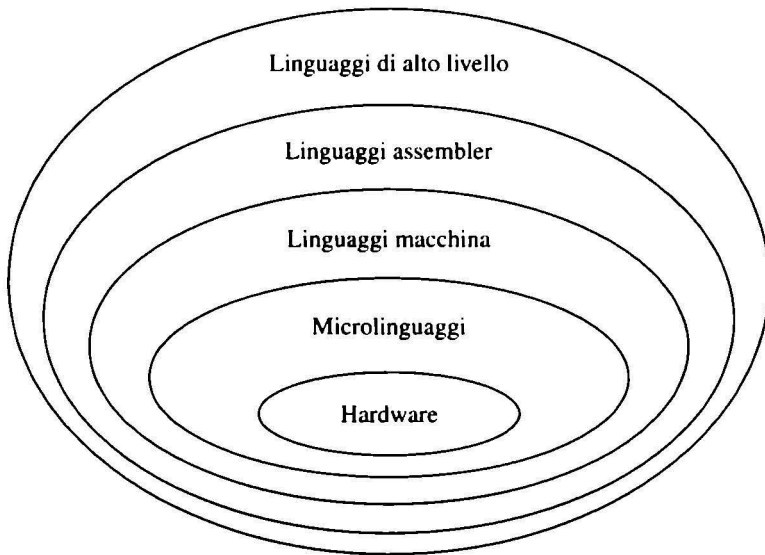 Linguaggi di alto livello
Linguaggi assembler
Linguaggi macchina
Microlinguaggi
Hardware